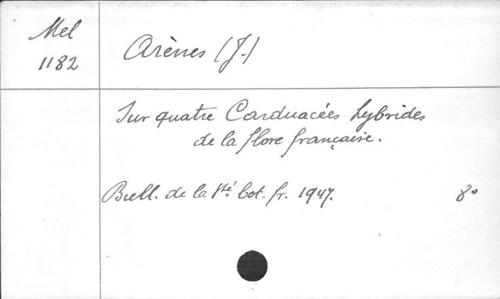 Mel
1182
Arènes (J.)
Sur quatre Carduacées hybrides
de la flore française.
Bull. de la Sté bot. fr. 1947. 8°